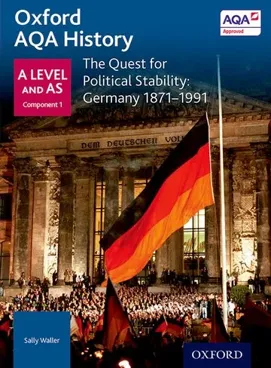 Oxford
AQA History
AQA
Approved
A LEVEL
AND AS
Component 1
The Quest for
Political Stability:
Germany 1871–1991
DEM DEUTSCHEN VOLKE
Sally Waller
OXFORD